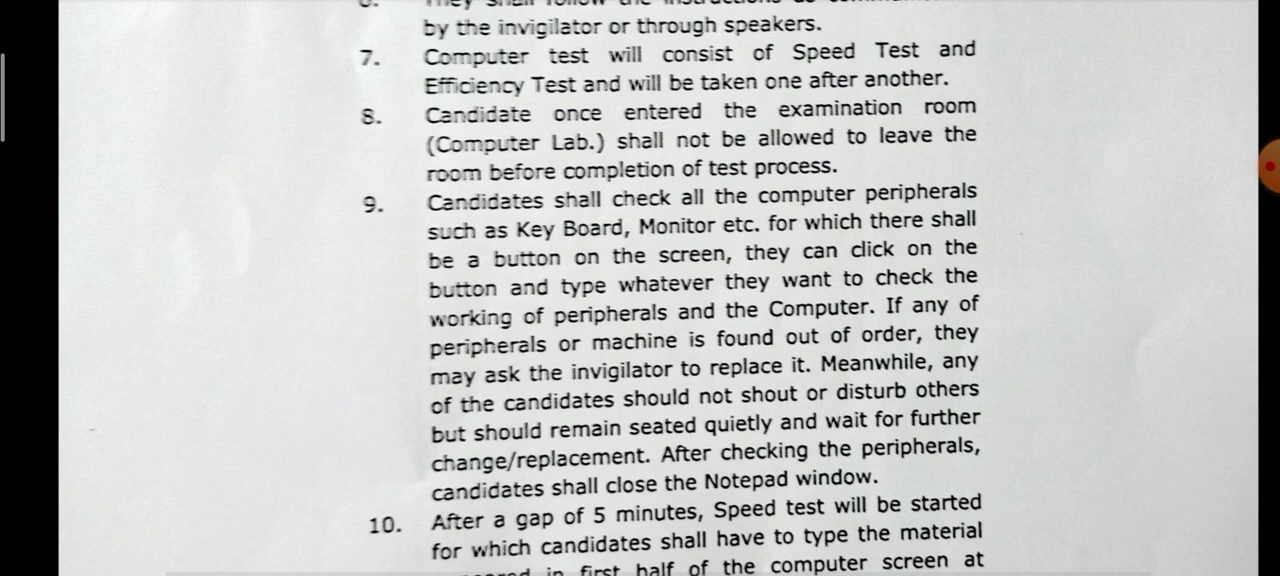 by the invigilator or through speakers.
7. Computer test will consist of Speed Test and
Efficiency Test and will be taken one after another.
8. Candidate once entered the examination room
(Computer Lab.) shall not be allowed to leave the
room before completion of test process.
9. Candidates shall check all the computer peripherals
such as Key Board, Monitor etc. for which there shall
be a button on the screen, they can click on the
button and type whatever they want to check the
working of peripherals and the Computer. If any of
peripherals or machine is found out of order, they
may ask the invigilator to replace it. Meanwhile, any
of the candidates should not shout or disturb others
but should remain seated quietly and wait for further
change/replacement. After checking the peripherals,
candidates shall close the Notepad window.
10. After a gap of 5 minutes, Speed test will be started
for which candidates shall have to type the material
in first half of the computer screen at